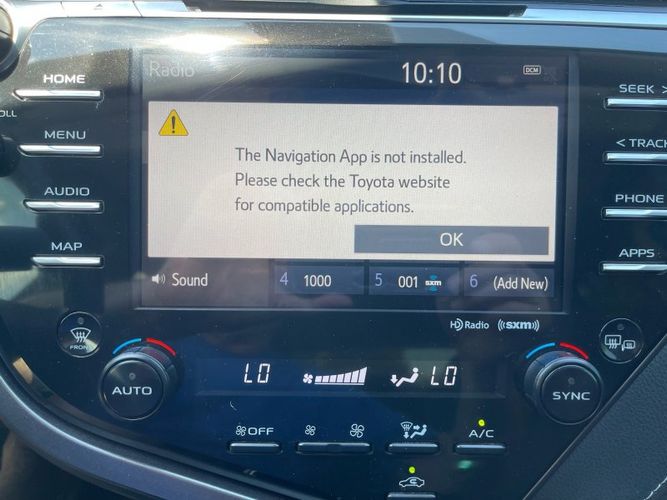 Radio
10:10
DCM
HOME
MENU
AUDIO
MAP
SEEK >
< TRACK
PHONE
APPS
The Navigation App is not installed.
Please check the Toyota website
for compatible applications.
OK
Sound
4 1000
5 001 sxm
6 (Add New)
HD Radio ((sxm))
FRONT
LO
LO
AUTO
SYNC
OFF
A/C